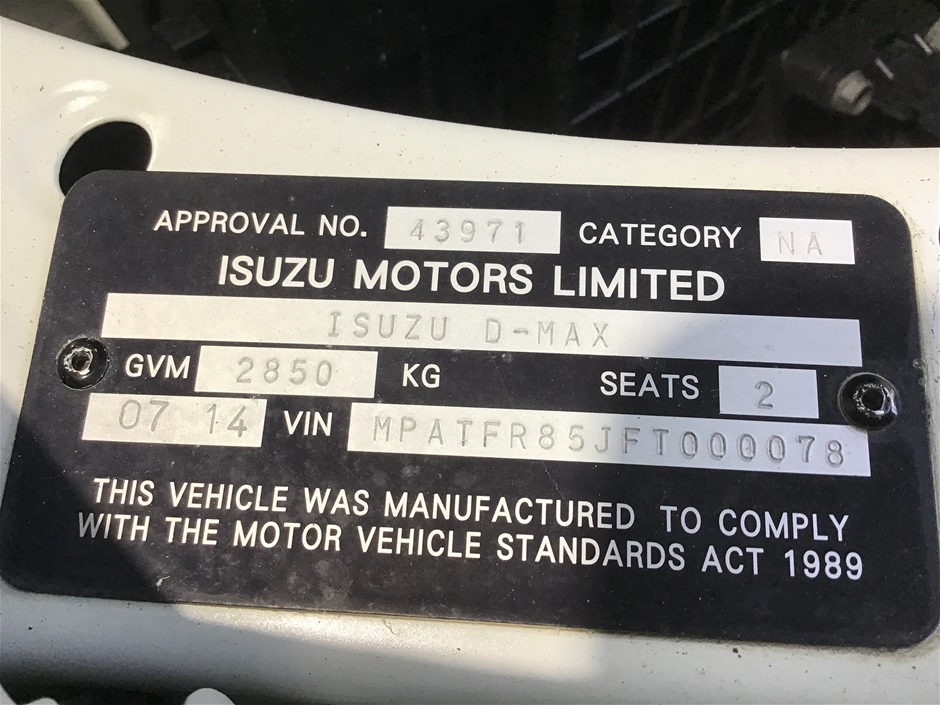 APPROVAL NO. 43971 CATEGORY NA
ISUZU MOTORS LIMITED
ISUZU D-MAX
GVM 2850 KG SEATS 2
07 14 VIN MPATFR85JFT000078
THIS VEHICLE WAS MANUFACTURED TO COMPLY
WITH THE MOTOR VEHICLE STANDARDS ACT 1989